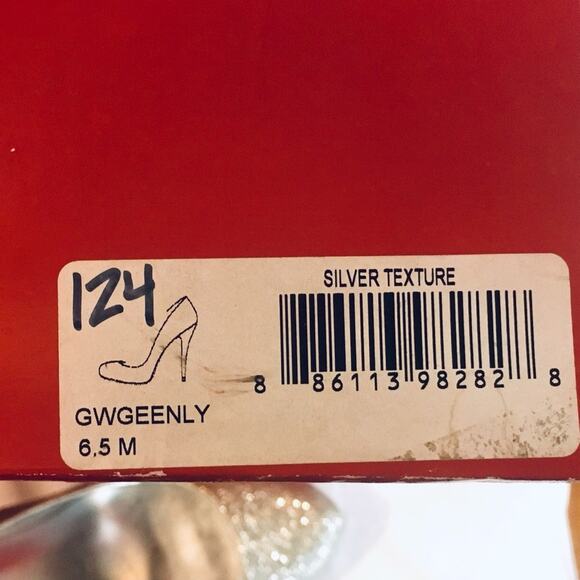 124
SILVER TEXTURE
8 86113 98282 8
GWGEENLY
6,5 M